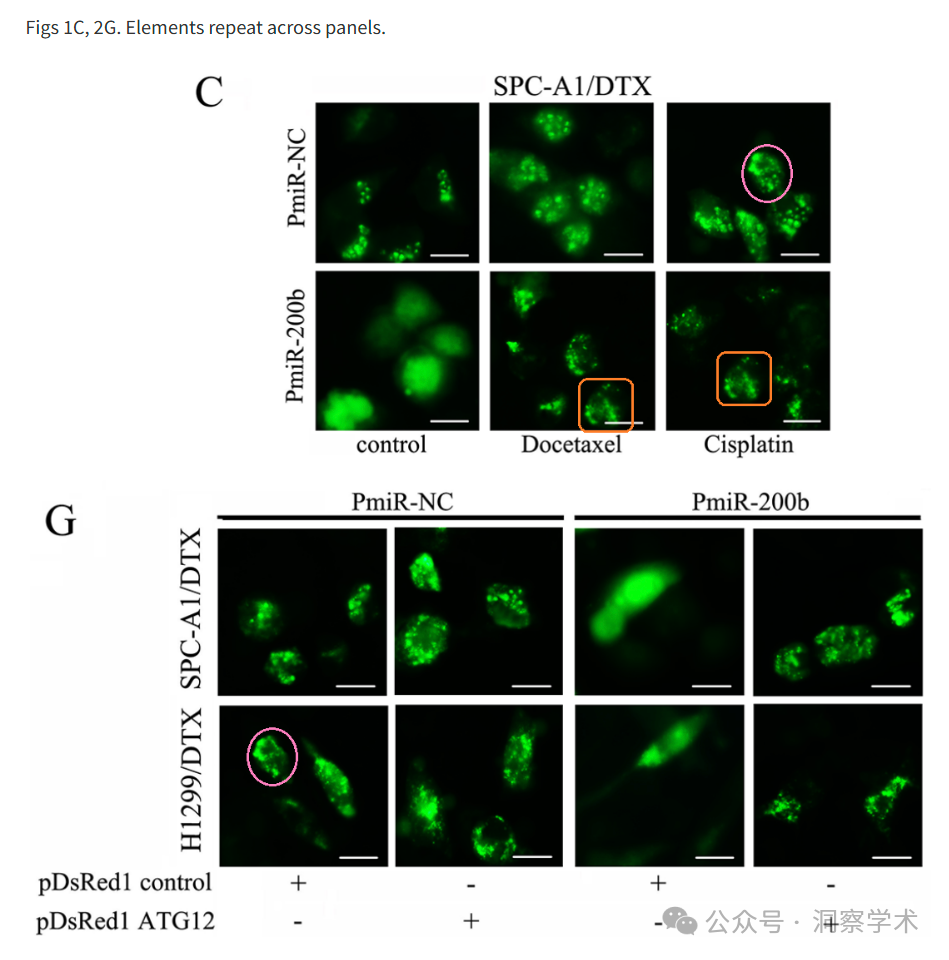 Figs 1C, 2G. Elements repeat across panels.
C
SPC-A1/DTX
PmiR-NC
PmiR-200b
control Docetaxel Cisplatin
G
PmiR-NC PmiR-200b
SPC-A1/DTX
H1299/DTX
pDsRed1 control + - + -
pDsRed1 ATG12 - + - +
公众号 · 洞察学术